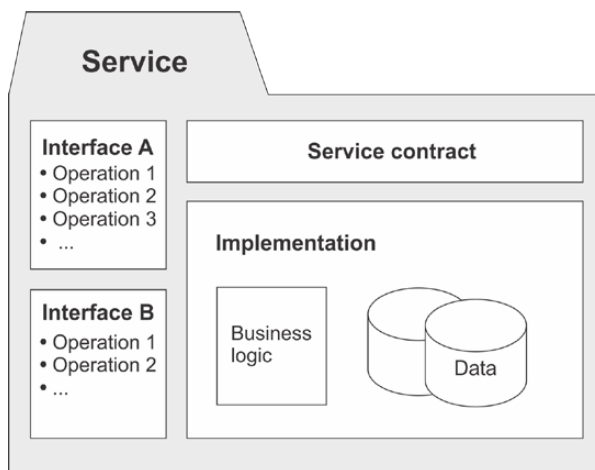 Service
Interface A
• Operation 1
• Operation 2
• Operation 3
• ...
Service contract
Implementation
Business
logic
Data
Interface B
• Operation 1
• Operation 2
• ...